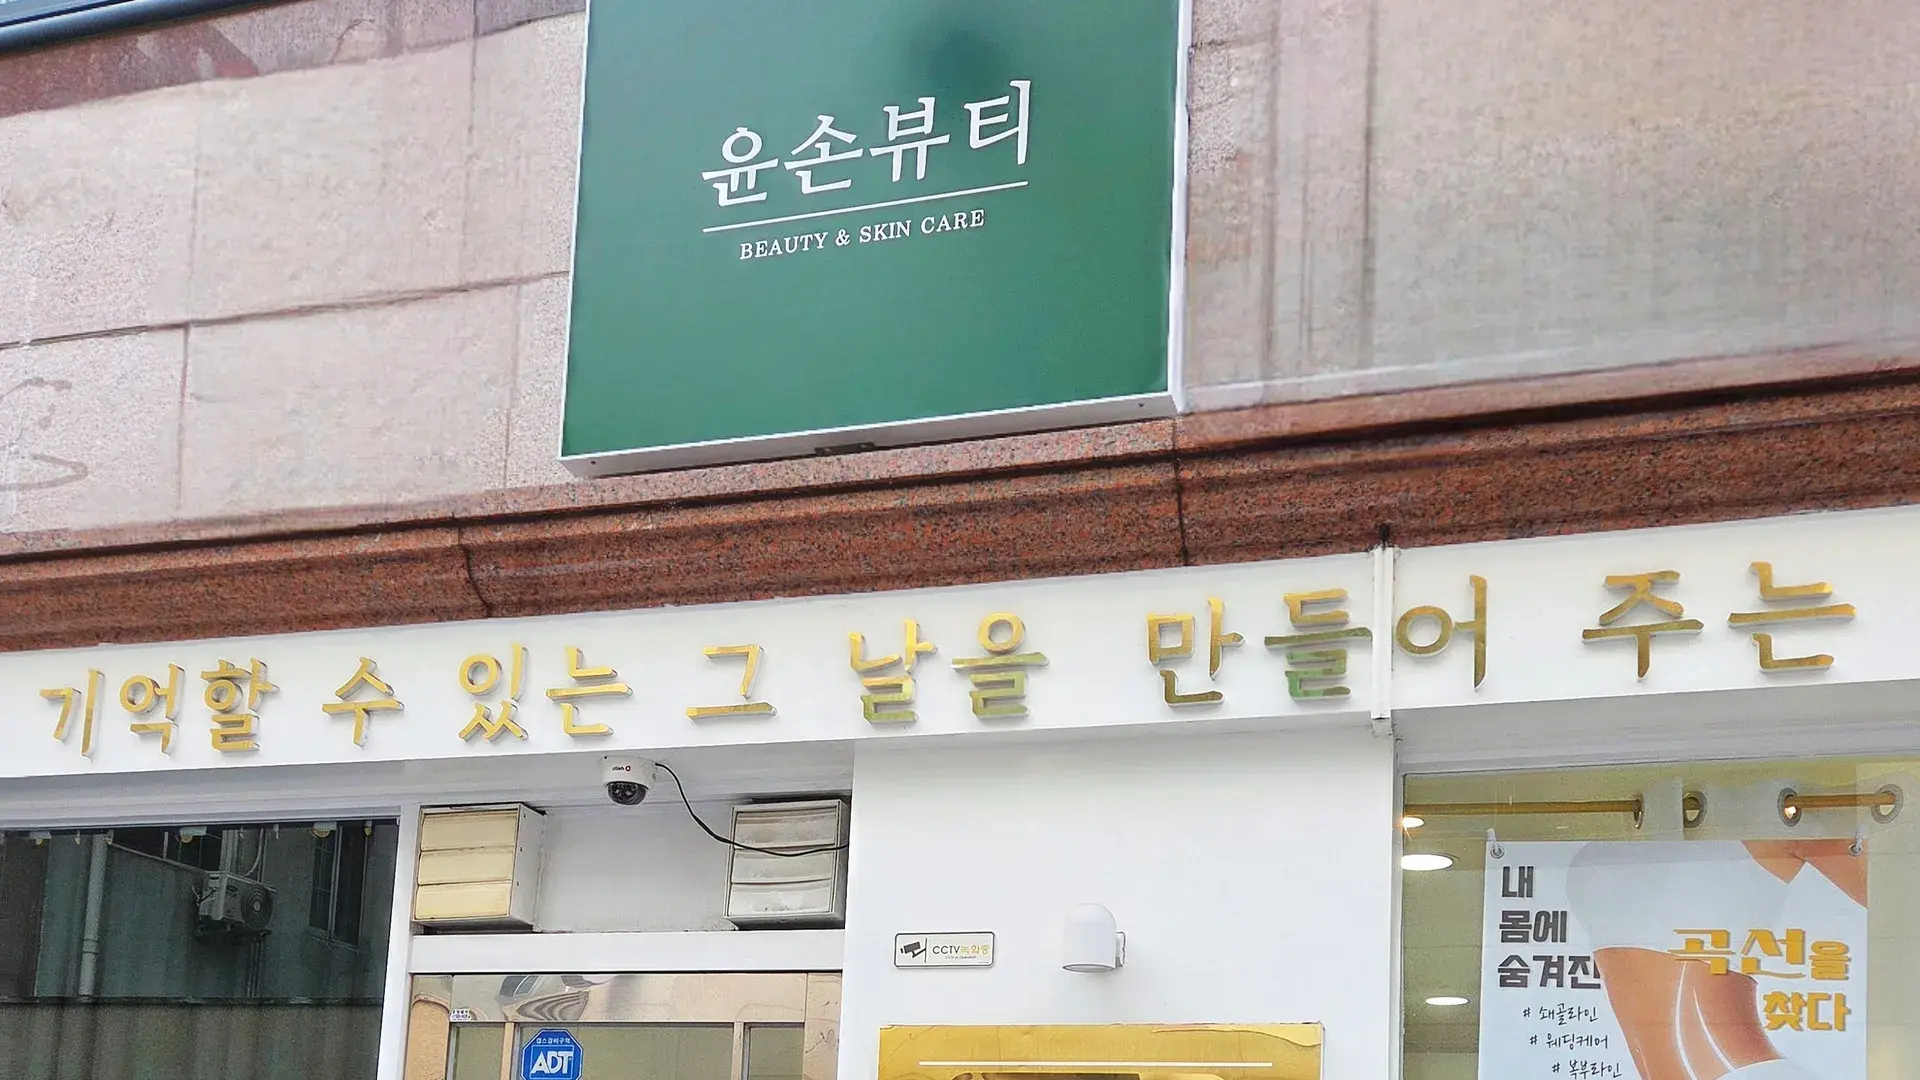 윤손뷰티
BEAUTY & SKIN CARE
기억할 수 있는 그 날을 만들어 주는
CCTV녹화중
ADT
내
몸에
숨겨진
곡선을
찾다
# 쇄골라인
# 웨딩케어
# 복부라인